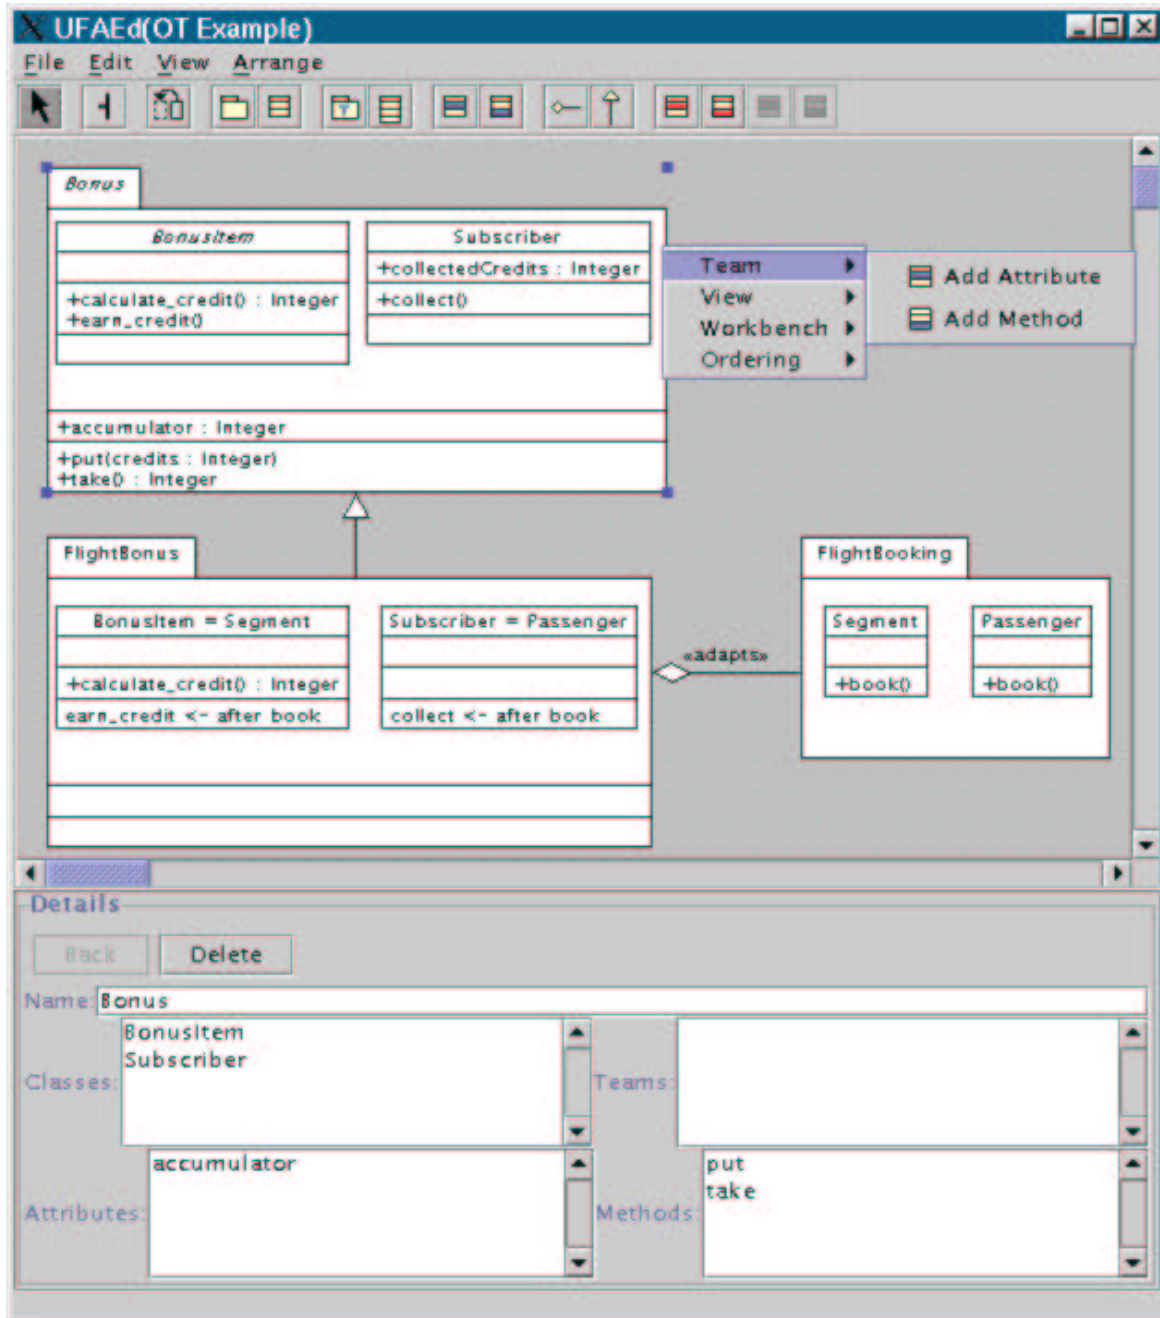 UFAEd(OT Example)
File Edit View Arrange
Bonus
BonusItem
+calculate_credit() : Integer
+earn_credit()
Subscriber
+collectedCredits : Integer
+collect()
Team
View
Workbench
Ordering
Add Attribute
Add Method
+accumulator : Integer
+put(credits : Integer)
+take() : Integer
FlightBonus
BonusItem = Segment
+calculate_credit() : Integer
earn_credit <- after book
Subscriber = Passenger
collect <- after book
«adapts»
FlightBooking
Segment
+book()
Passenger
+book()
Details
Back Delete
Name: Bonus
Classes:
BonusItem
Subscriber
Teams:
Attributes:
accumulator
Methods:
put
take